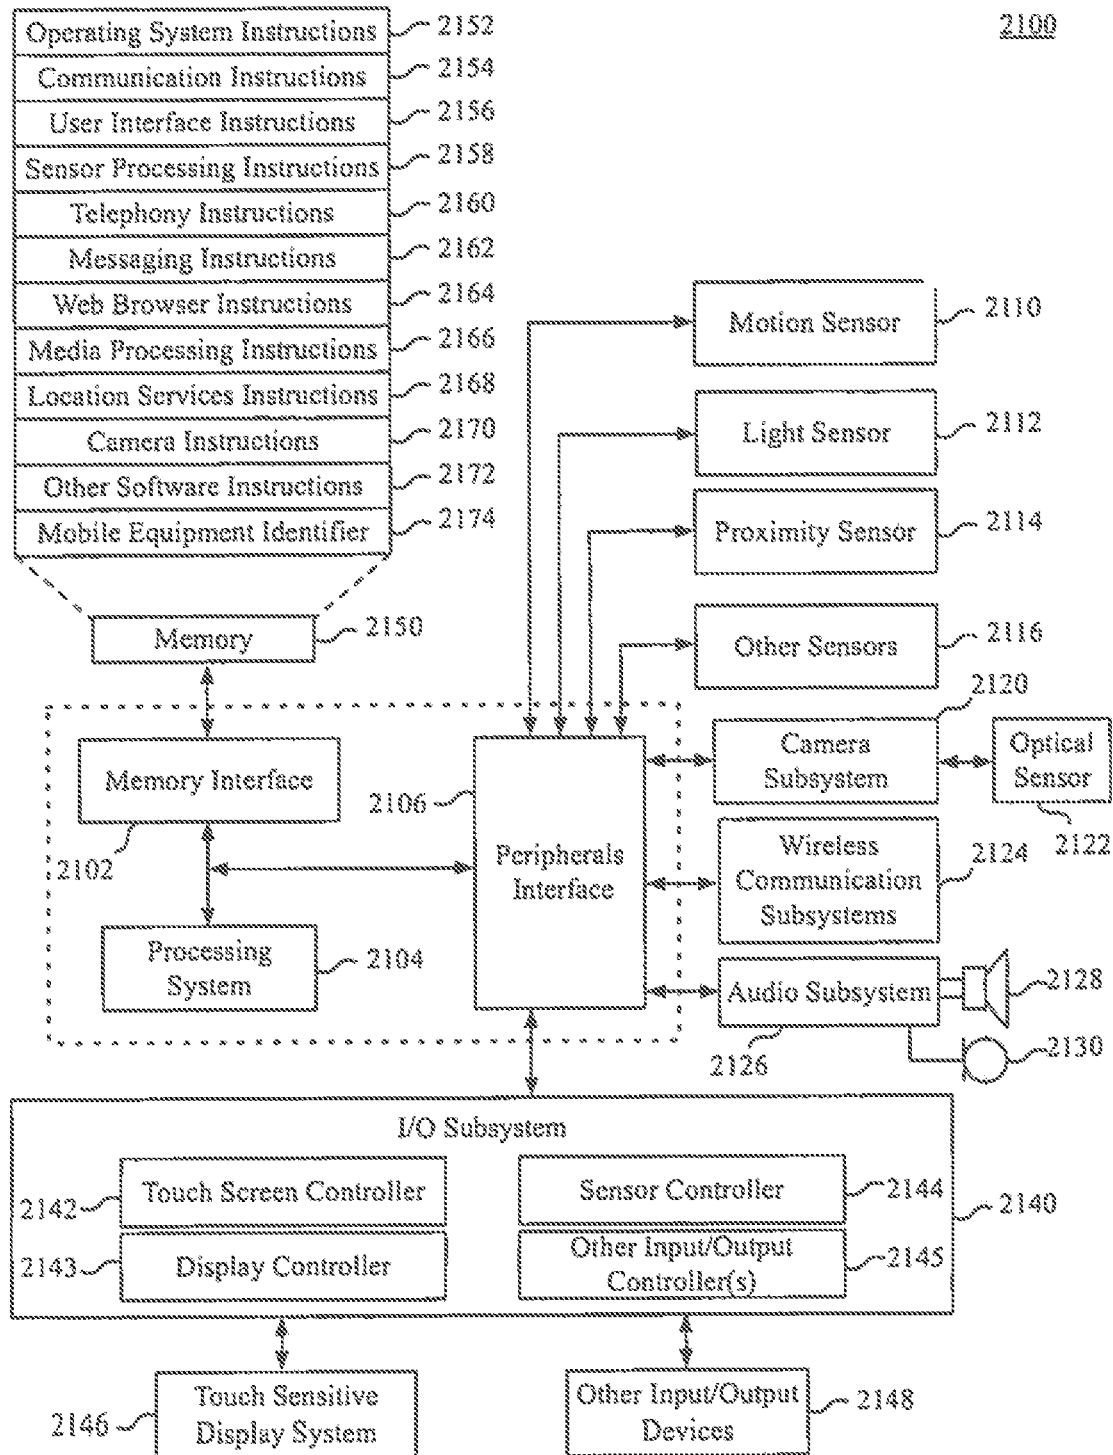 2100
Operating System Instructions 2152
Communication Instructions 2154
User Interface Instructions 2156
Sensor Processing Instructions 2158
Telephony Instructions 2160
Messaging Instructions 2162
Web Browser Instructions 2164
Media Processing Instructions 2166
Location Services Instructions 2168
Camera Instructions 2170
Other Software Instructions 2172
Mobile Equipment Identifier 2174
Memory 2150
Motion Sensor 2110
Light Sensor 2112
Proximity Sensor 2114
Other Sensors 2116
2120
Camera
Subsystem
Optical
Sensor
2122
Memory Interface
2102
2106
Peripherals
Interface
Wireless
Communication
Subsystems
2124
Processing
System
2104
Audio Subsystem
2126
2128
2130
I/O Subsystem
2140
2142 Touch Screen Controller
Sensor Controller 2144
2143 Display Controller
Other Input/Output
Controller(s)
2145
Touch Sensitive
Display System
2146
Other Input/Output
Devices
2148